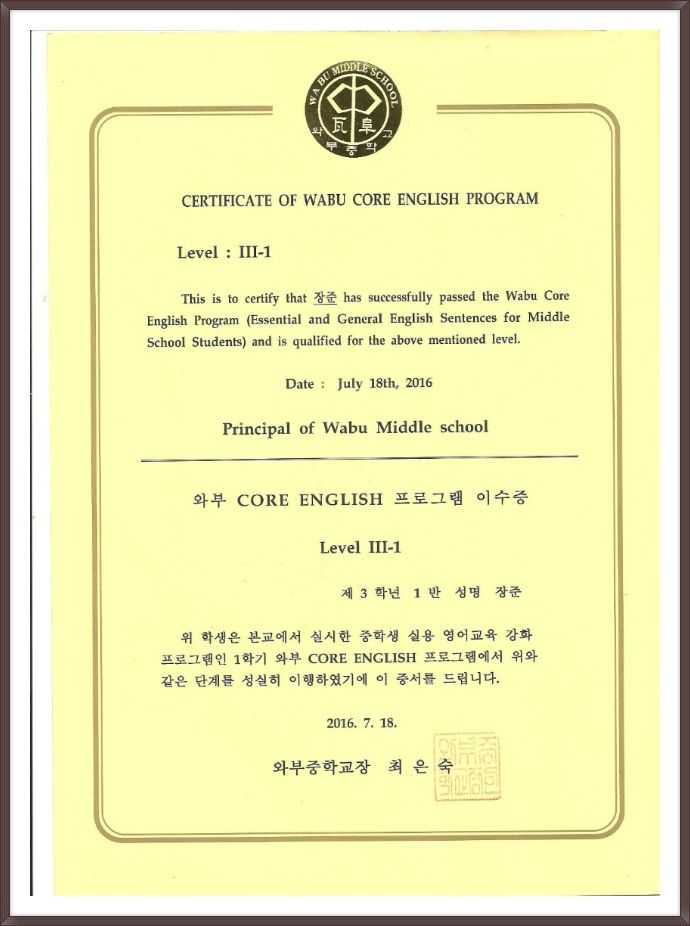 WA BU MIDDLE SCHOOL
中
瓦 阜
와 부 중 학 교
CERTIFICATE OF WABU CORE ENGLISH PROGRAM
Level : III-1
This is to certify that 장준 has successfully passed the Wabu Core
English Program (Essential and General English Sentences for Middle
School Students) and is qualified for the above mentioned level.
Date : July 18th, 2016
Principal of Wabu Middle school
와부 CORE ENGLISH 프로그램 이수증
Level III-1
제 3 학년 1 반 성명 장준
위 학생은 본교에서 실시한 중학생 실용 영어교육 강화
프로그램인 1학기 와부 CORE ENGLISH 프로그램에서 위와
같은 단계를 성실히 이행하였기에 이 증서를 드립니다.
2016. 7. 18.
와부중학교장 최 은 숙